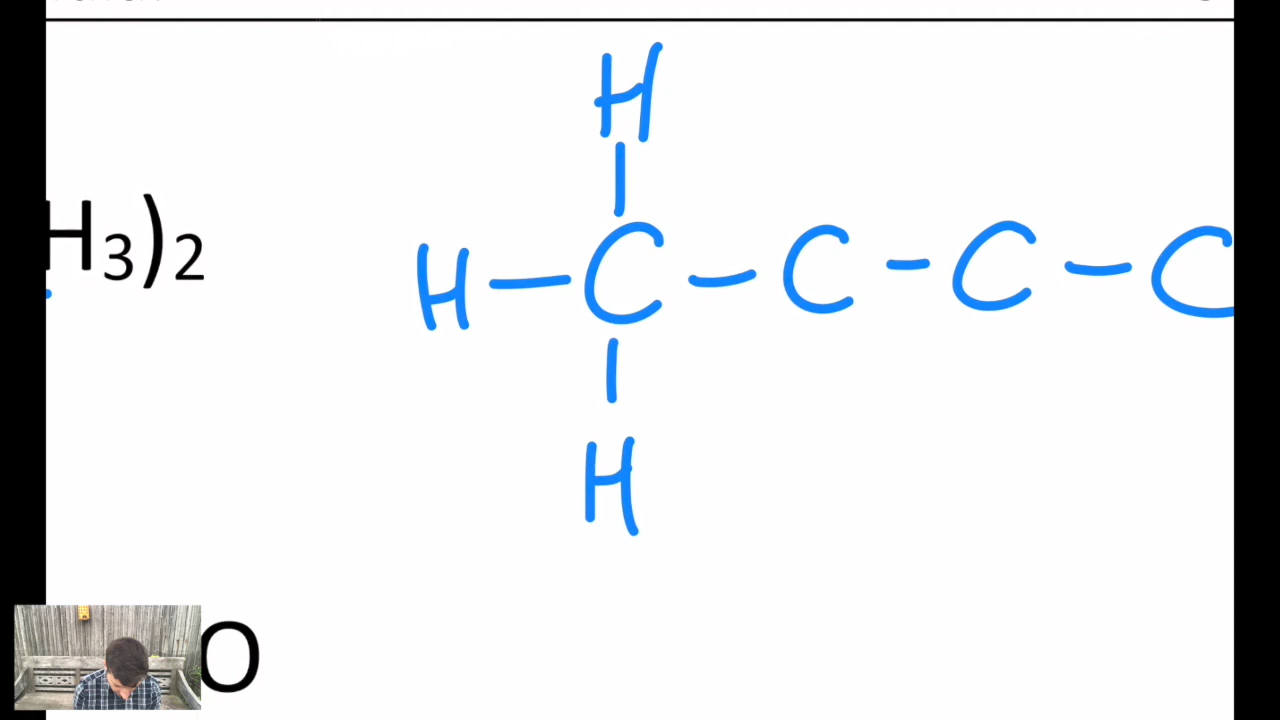 H
H3)2
H — C – C – C – C
H
O